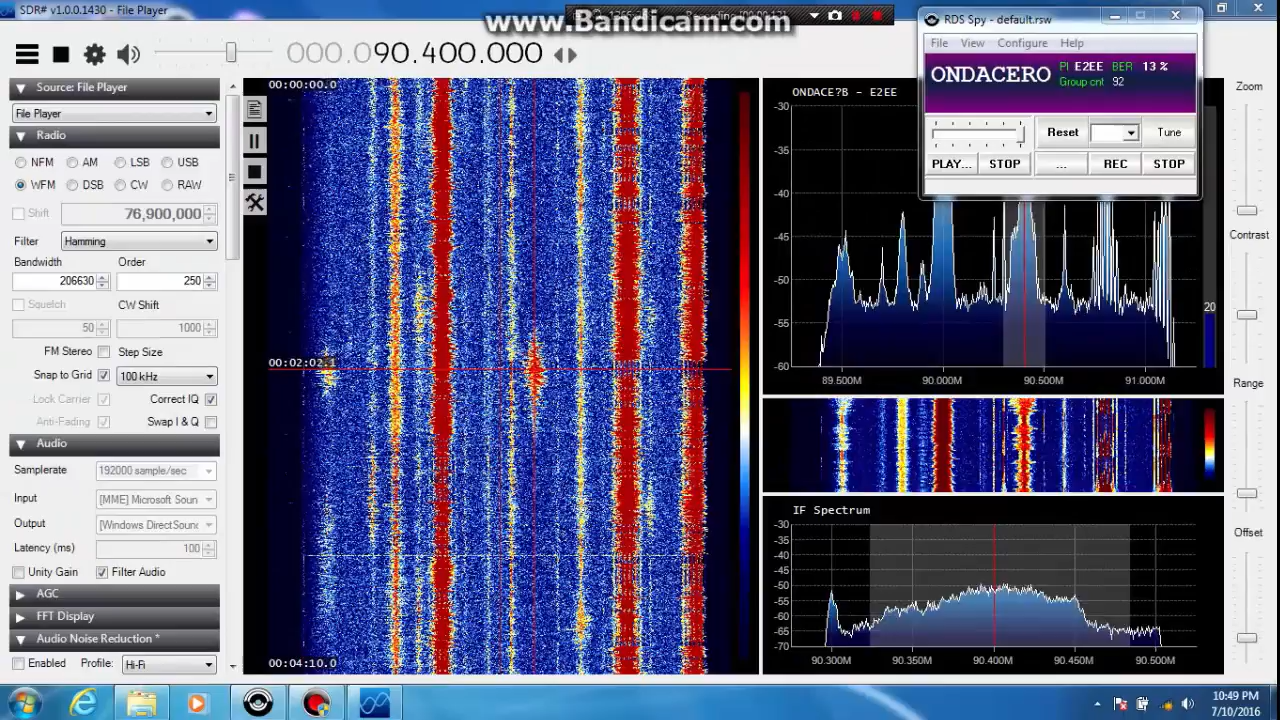 SDR# v1.0.0.1430 - File Player
www.Bandicam.com
RDS Spy - default.rsw
File View Configure Help
000.090.400.000
ONDACERO PI E2EE BER 13 %
Group cnt 92
Reset Tune
PLAY... STOP ... REC STOP
Source: File Player
File Player
Radio
NFM AM LSB USB
WFM DSB CW RAW
Shift 76,900,000
Filter Hamming
Bandwidth Order
206630 250
Squelch CW Shift
50 1000
FM Stereo Step Size
Snap to Grid 100 kHz
Lock Carrier Correct IQ
Anti-Fading Swap I & Q
Audio
Samplerate 192000 sample/sec
Input [MME] Microsoft Soun
Output [Windows DirectSound
Latency (ms) 100
Unity Gain Filter Audio
AGC
FFT Display
Audio Noise Reduction *
Enabled Profile: Hi-Fi
00:00:00.0
00:02:02.1
00:04:10.0
ONDACE?B - E2EE
-30
-35
-40
-45
-50
-55
-60
89.500M 90.000M 90.500M 91.000M
20
IF Spectrum
-30
-35
-40
-45
-50
-55
-60
-65
-70
90.300M 90.350M 90.400M 90.450M 90.500M
Zoom
Contrast
Range
Offset
10:49 PM
7/10/2016